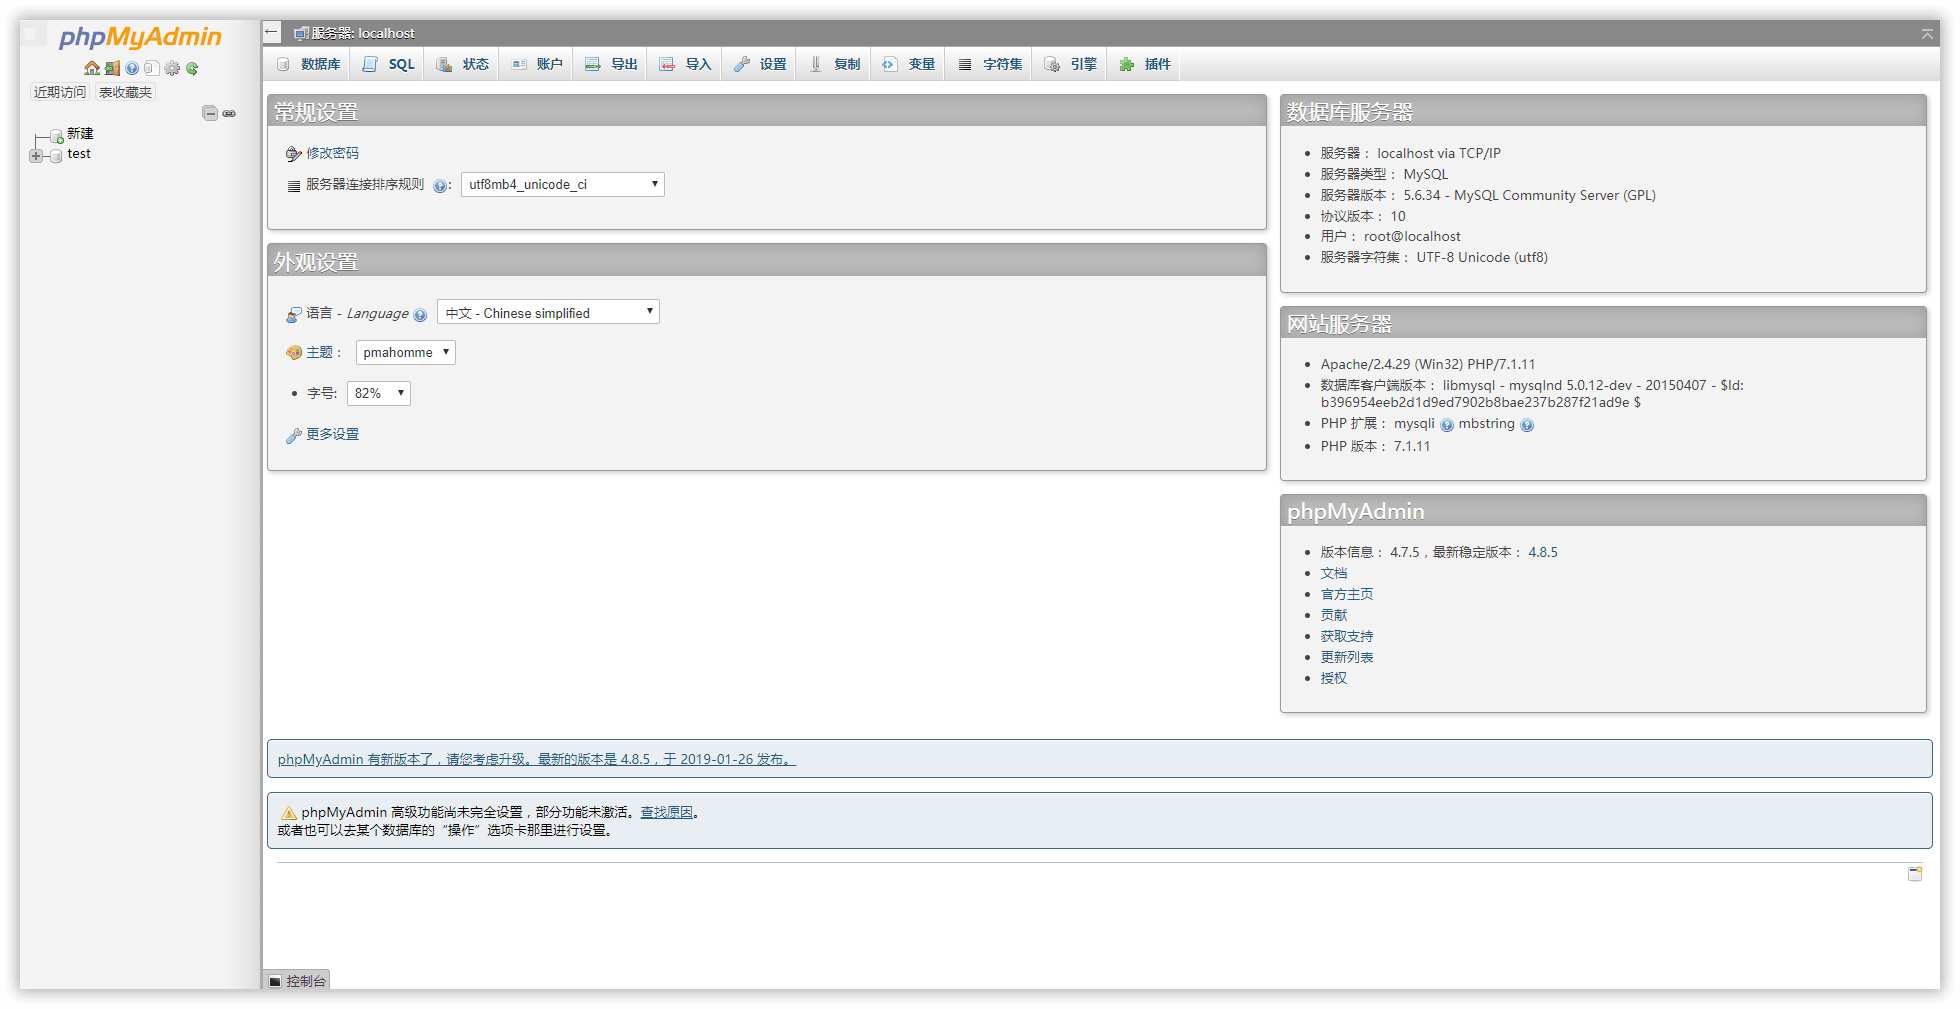 phpMyAdmin
近期访问 表收藏夹
新建
test
服务器: localhost
数据库 SQL 状态 账户 导出 导入 设置 复制 变量 字符集 引擎 插件
常规设置
修改密码
服务器连接排序规则 : utf8mb4_unicode_ci
外观设置
语言 - Language 中文 - Chinese simplified
主题： pmahomme
字号: 82%
更多设置
数据库服务器
服务器： localhost via TCP/IP
服务器类型： MySQL
服务器版本： 5.6.34 - MySQL Community Server (GPL)
协议版本： 10
用户： root@localhost
服务器字符集： UTF-8 Unicode (utf8)
网站服务器
Apache/2.4.29 (Win32) PHP/7.1.11
数据库客户端版本： libmysql - mysqlnd 5.0.12-dev - 20150407 - $Id:
b396954eeb2d1d9ed7902b8bae237b287f21ad9e $
PHP 扩展： mysqli mbstring
PHP 版本： 7.1.11
phpMyAdmin
版本信息： 4.7.5，最新稳定版本： 4.8.5
文档
官方主页
贡献
获取支持
更新列表
授权
phpMyAdmin 有新版本了，请您考虑升级。最新的版本是 4.8.5，于 2019-01-26 发布。
phpMyAdmin 高级功能尚未完全设置，部分功能未激活。查找原因。
或者也可以去某个数据库的“操作”选项卡那里进行设置。
控制台